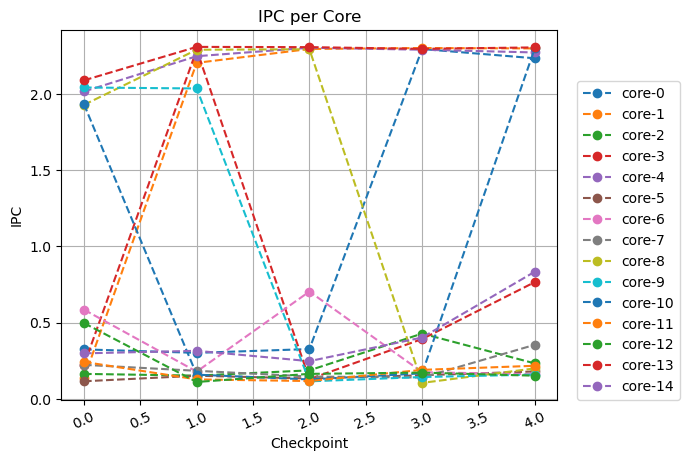 IPC per Core
IPC
2.0
1.5
1.0
0.5
0.0
0.0
0.5
1.0
1.5
2.0
2.5
3.0
3.5
4.0
Checkpoint
core-0
core-1
core-2
core-3
core-4
core-5
core-6
core-7
core-8
core-9
core-10
core-11
core-12
core-13
core-14